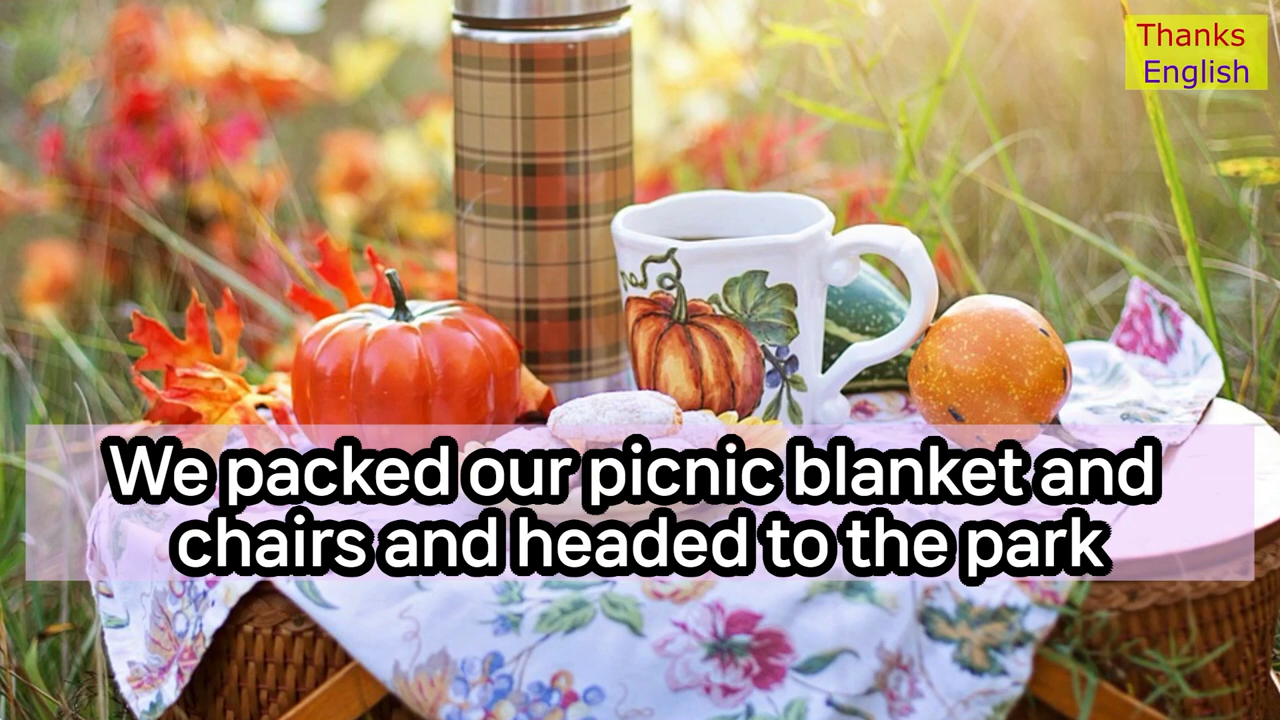 Thanks
English
We packed our picnic blanket and
chairs and headed to the park